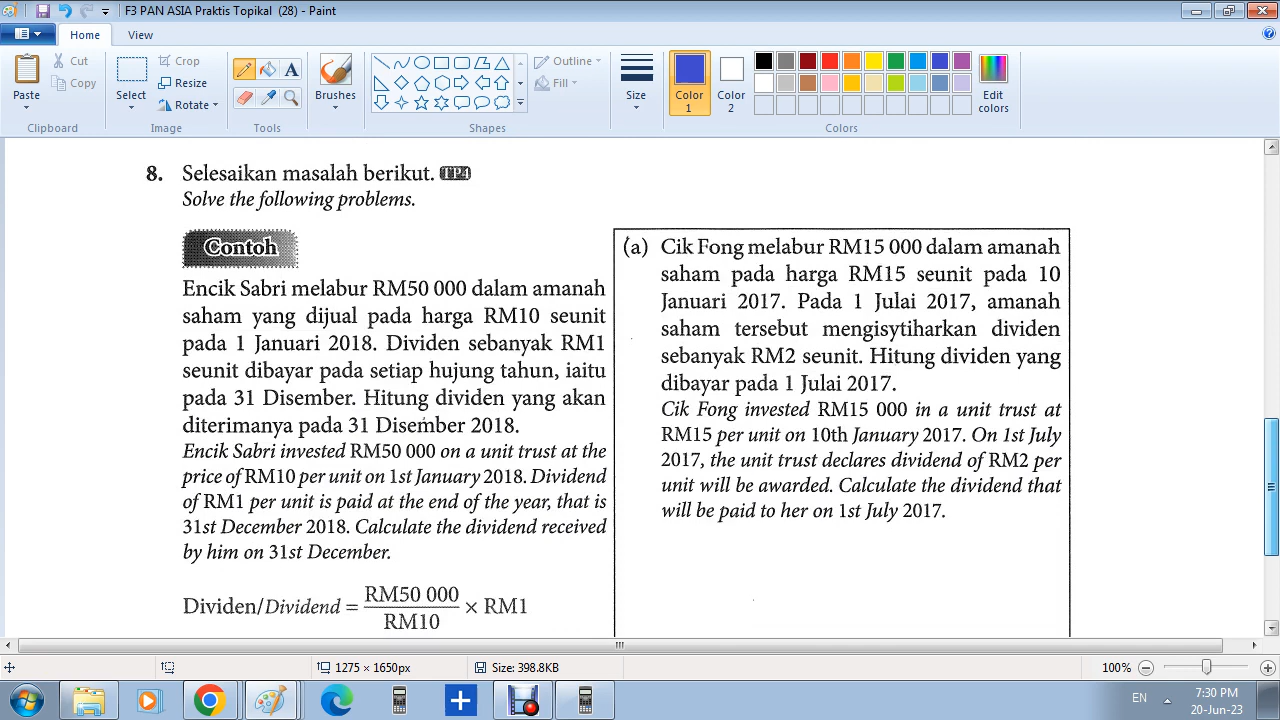 F3 PAN ASIA Praktis Topikal (28) - Paint
Home View
Paste
Cut
Copy
Clipboard
Select
Crop
Resize
Rotate
Image
A
Tools
Brushes
Shapes
Outline
Fill
Size
Color 1
Color 2
Edit colors
Colors
8. Selesaikan masalah berikut. TP4
Solve the following problems.
Contoh
Encik Sabri melabur RM50 000 dalam amanah
saham yang dijual pada harga RM10 seunit
pada 1 Januari 2018. Dividen sebanyak RM1
seunit dibayar pada setiap hujung tahun, iaitu
pada 31 Disember. Hitung dividen yang akan
diterimanya pada 31 Disember 2018.
Encik Sabri invested RM50 000 on a unit trust at the
price of RM10 per unit on 1st January 2018. Dividend
of RM1 per unit is paid at the end of the year, that is
31st December 2018. Calculate the dividend received
by him on 31st December.
Dividen/Dividend = RM50 000 / RM10 × RM1
(a) Cik Fong melabur RM15 000 dalam amanah
saham pada harga RM15 seunit pada 10
Januari 2017. Pada 1 Julai 2017, amanah
saham tersebut mengisytiharkan dividen
sebanyak RM2 seunit. Hitung dividen yang
dibayar pada 1 Julai 2017.
Cik Fong invested RM15 000 in a unit trust at
RM15 per unit on 10th January 2017. On 1st July
2017, the unit trust declares dividend of RM2 per
unit will be awarded. Calculate the dividend that
will be paid to her on 1st July 2017.
1275 × 1650px
Size: 398.8KB
100%
EN
7:30 PM
20-Jun-23